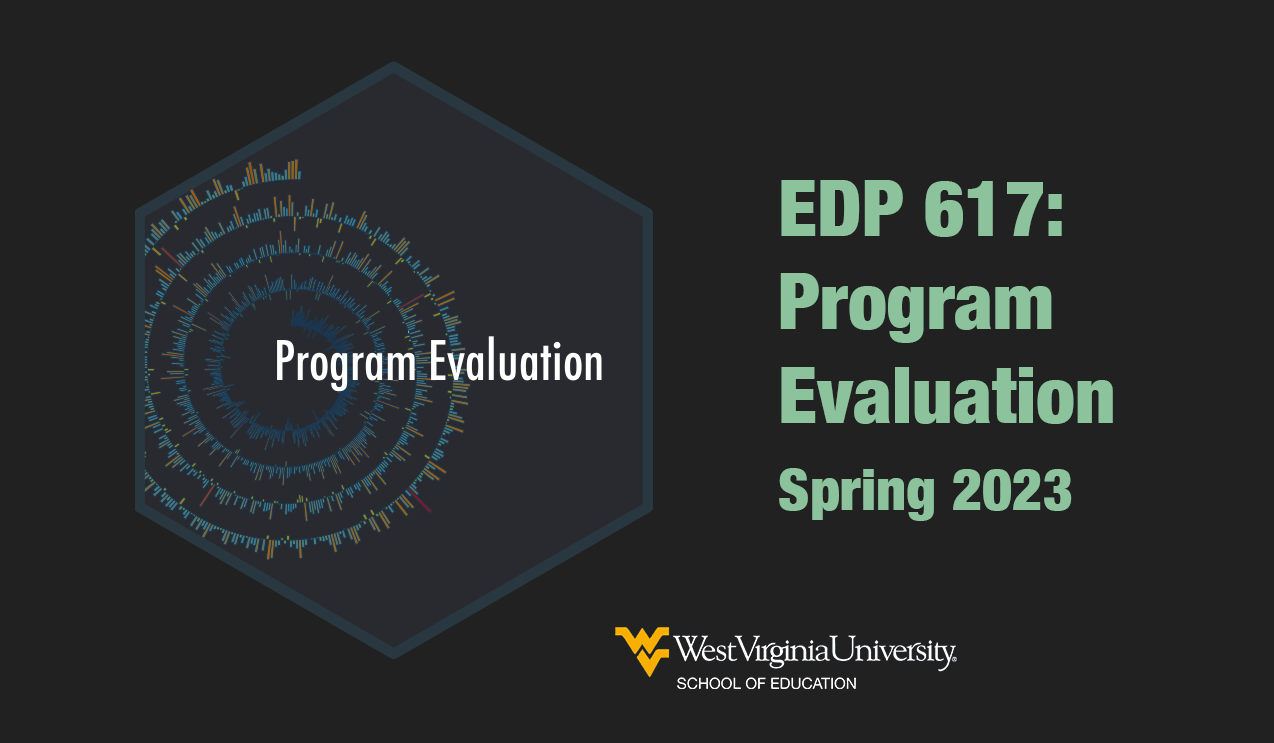 Program Evaluation
EDP 617:
Program
Evaluation
Spring 2023
WestVirginiaUniversity®
SCHOOL OF EDUCATION